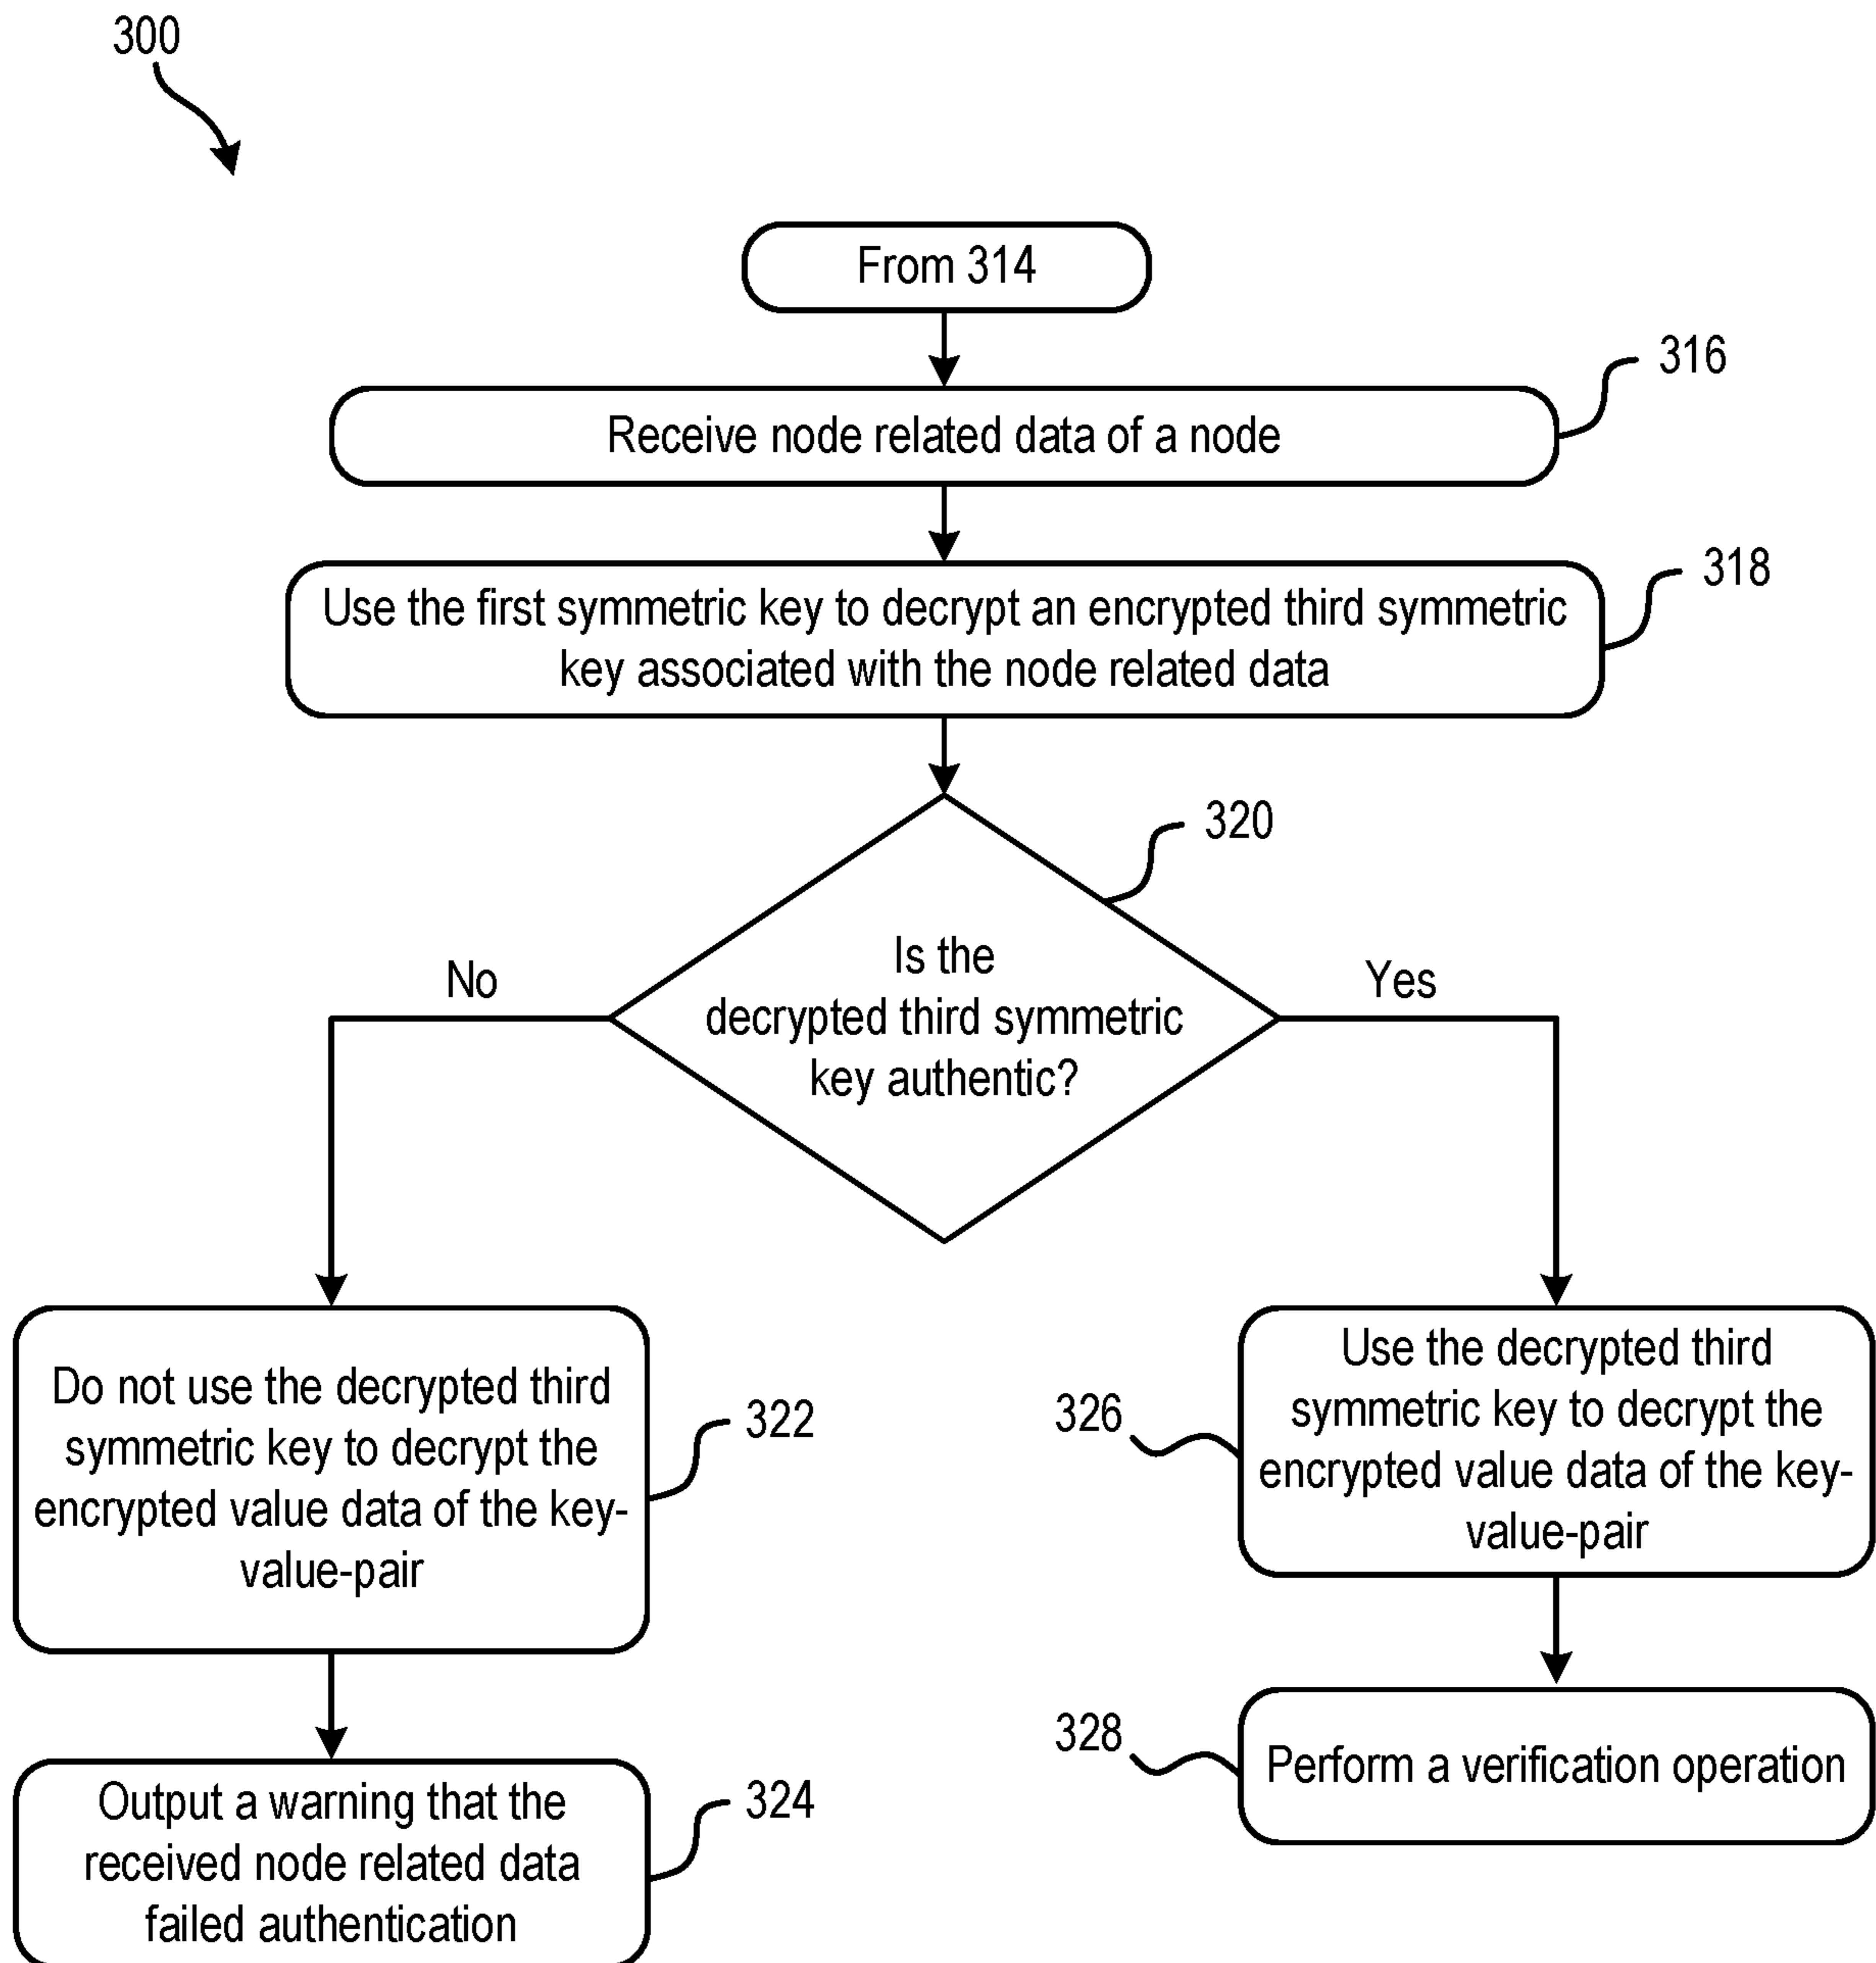 300
From 314
316
Receive node related data of a node
318
Use the first symmetric key to decrypt an encrypted third symmetric
key associated with the node related data
320
Is the
decrypted third symmetric
key authentic?
No
Yes
Do not use the decrypted third
symmetric key to decrypt the
encrypted value data of the key-
value-pair
322
Output a warning that the
received node related data
failed authentication
324
326
Use the decrypted third
symmetric key to decrypt the
encrypted value data of the key-
value-pair
328
Perform a verification operation